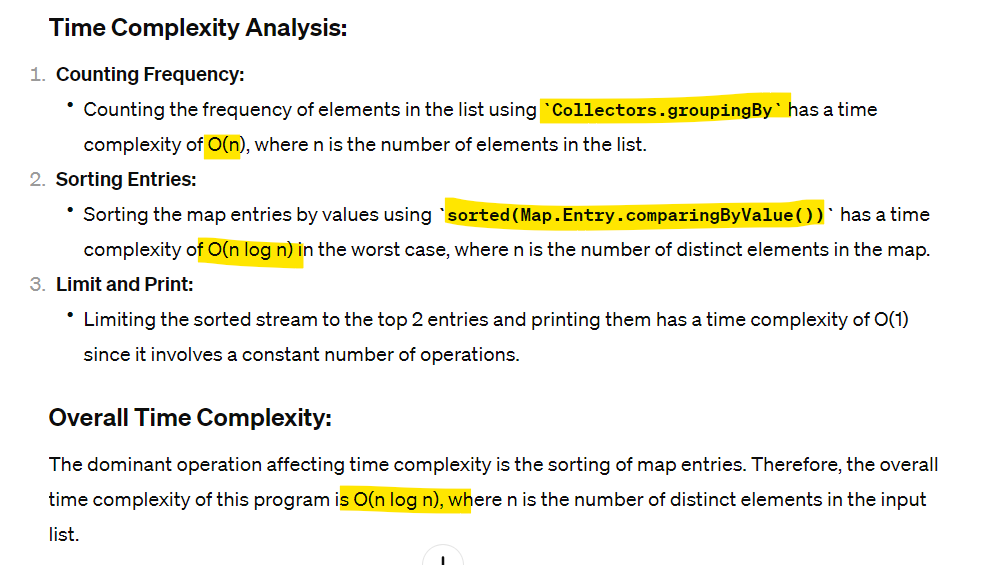 Time Complexity Analysis:
1. Counting Frequency:
• Counting the frequency of elements in the list using `Collectors.groupingBy` has a time
complexity of O(n), where n is the number of elements in the list.
2. Sorting Entries:
• Sorting the map entries by values using `sorted(Map.Entry.comparingByValue())` has a time
complexity of O(n log n) in the worst case, where n is the number of distinct elements in the map.
3. Limit and Print:
• Limiting the sorted stream to the top 2 entries and printing them has a time complexity of O(1)
since it involves a constant number of operations.
Overall Time Complexity:
The dominant operation affecting time complexity is the sorting of map entries. Therefore, the overall
time complexity of this program is O(n log n), where n is the number of distinct elements in the input
list.